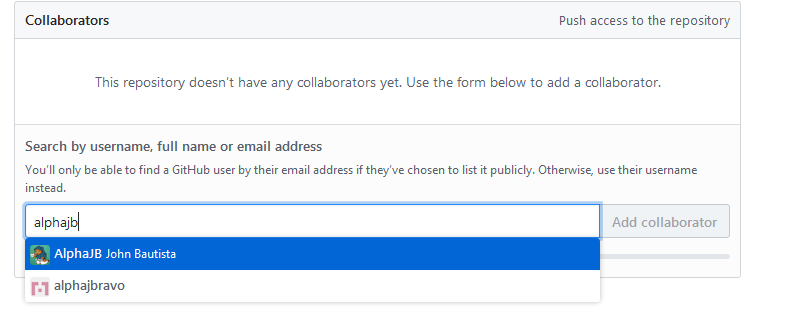 Collaborators Push access to the repository
This repository doesn't have any collaborators yet. Use the form below to add a collaborator.
Search by username, full name or email address
You'll only be able to find a GitHub user by their email address if they've chosen to list it publicly. Otherwise, use their username
instead.
alphajb Add collaborator
AlphaJB John Bautista
alphajbravo